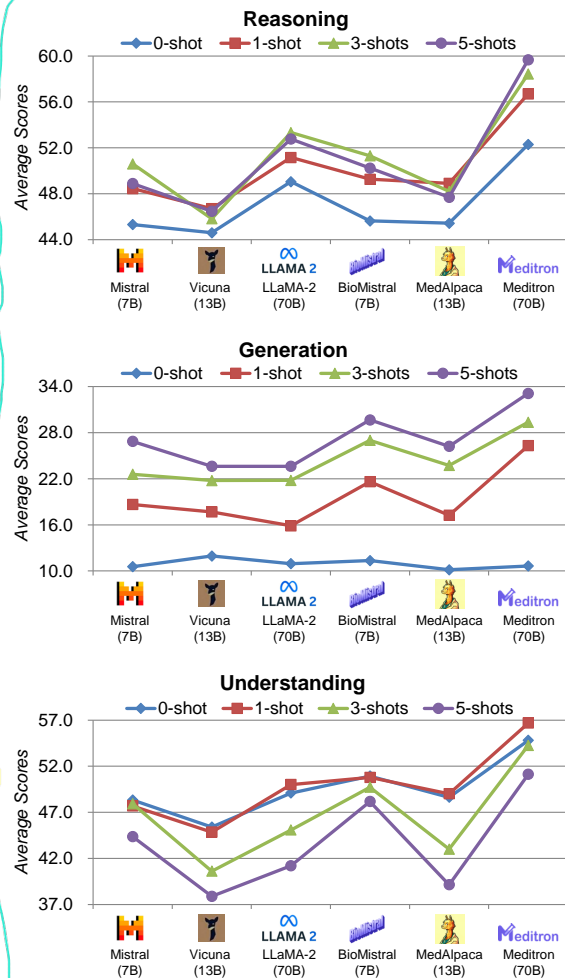 Reasoning
0-shot 1-shot 3-shots 5-shots
Average Scores
60.0
56.0
52.0
48.0
44.0
LLAMA 2
BioMistral
Meditron
Mistral Vicuna LLaMA-2 BioMistral MedAlpaca Meditron
(7B) (13B) (70B) (7B) (13B) (70B)
Generation
0-shot 1-shot 3-shots 5-shots
Average Scores
34.0
28.0
22.0
16.0
10.0
LLAMA 2
BioMistral
Meditron
Mistral Vicuna LLaMA-2 BioMistral MedAlpaca Meditron
(7B) (13B) (70B) (7B) (13B) (70B)
Understanding
0-shot 1-shot 3-shots 5-shots
Average Scores
57.0
52.0
47.0
42.0
37.0
LLAMA 2
BioMistral
Meditron
Mistral Vicuna LLaMA-2 BioMistral MedAlpaca Meditron
(7B) (13B) (70B) (7B) (13B) (70B)